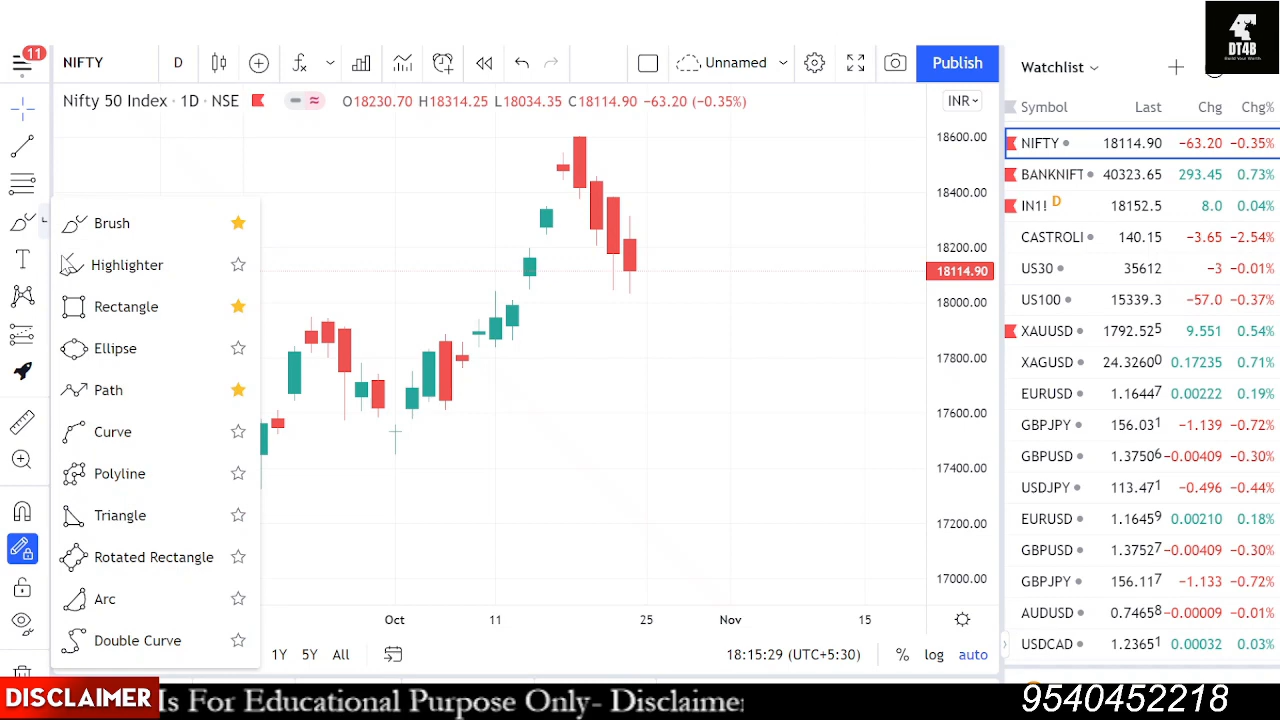 DT4B
Build Your Worth
11
NIFTY
D
Unnamed
Publish
Watchlist
Nifty 50 Index · 1D · NSE
O18230.70 H18314.25 L18034.35 C18114.90 −63.20 (−0.35%)
INR
Symbol Last Chg Chg%
NIFTY 18114.90 −63.20 −0.35%
BANKNIFT 40323.65 293.45 0.73%
IN1! D 18152.5 8.0 0.04%
CASTROLI 140.15 −3.65 −2.54%
US30 35612 −3 −0.01%
US100 15339.3 −57.0 −0.37%
XAUUSD 1792.525 9.551 0.54%
XAGUSD 24.32600 0.17235 0.71%
EURUSD 1.16447 0.00222 0.19%
GBPJPY 156.031 −1.139 −0.72%
GBPUSD 1.37506 −0.00409 −0.30%
USDJPY 113.471 −0.496 −0.44%
EURUSD 1.16459 0.00210 0.18%
GBPUSD 1.37527 −0.00409 −0.30%
GBPJPY 156.117 −1.133 −0.72%
AUDUSD 0.74658 −0.00009 −0.01%
USDCAD 1.23651 0.00032 0.03%
Brush
Highlighter
Rectangle
Ellipse
Path
Curve
Polyline
Triangle
Rotated Rectangle
Arc
Double Curve
18600.00
18400.00
18200.00
18114.90
18000.00
17800.00
17600.00
17400.00
17200.00
17000.00
Oct 11 25 Nov 15
1Y 5Y All
18:15:29 (UTC+5:30)
% log auto
DISCLAIMER
Is For Educational Purpose Only- Disclaimer
9540452218